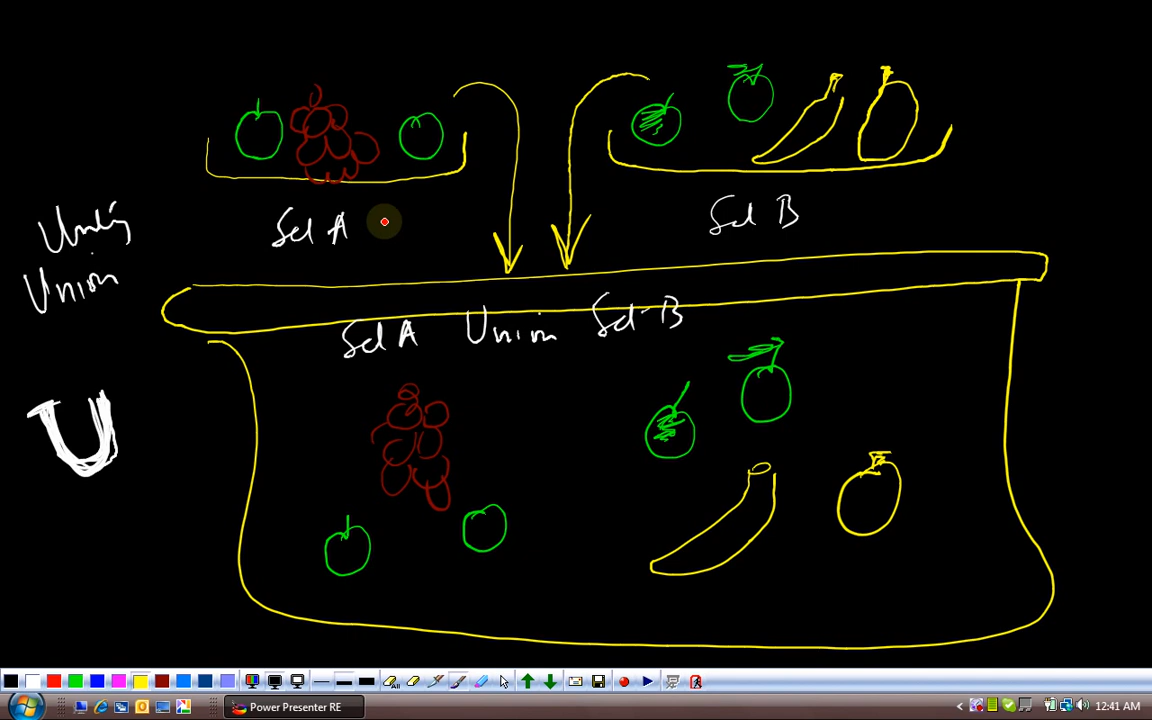 Set A
Set B
Union
Set A Union Set B
U
Power Presenter RE
12:41 AM